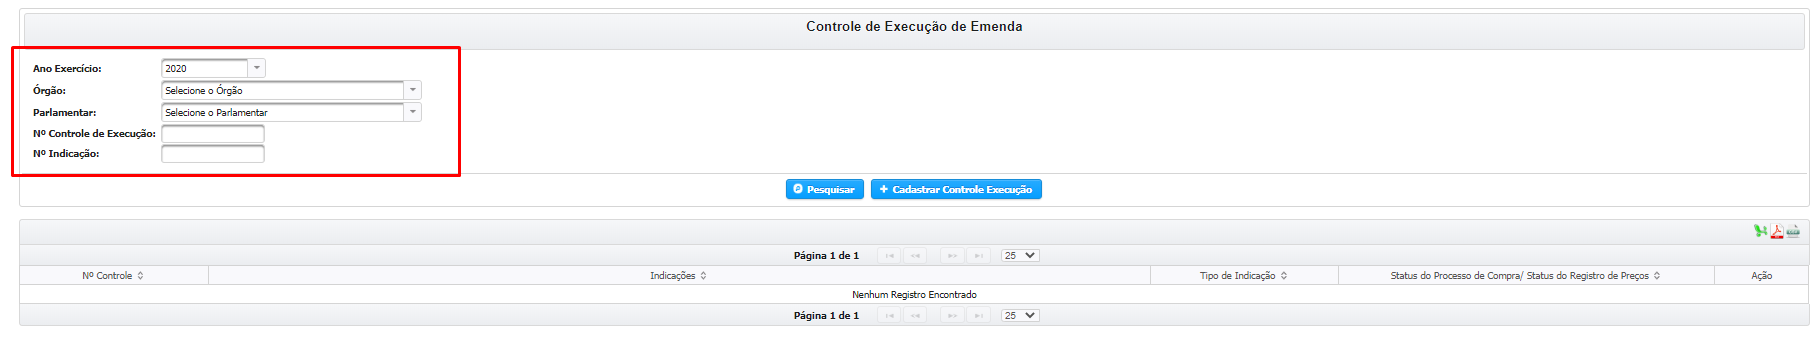 Controle de Execução de Emenda
Ano Exercício: 2020
Órgão: Selecione o Órgão
Parlamentar: Selecione o Parlamentar
Nº Controle de Execução:
Nº Indicação:
Pesquisar + Cadastrar Controle Execução
Página 1 de 1 25
Nº Controle Indicações Tipo de Indicação Status do Processo de Compra/ Status do Registro de Preços Ação
Nenhum Registro Encontrado
Página 1 de 1 25